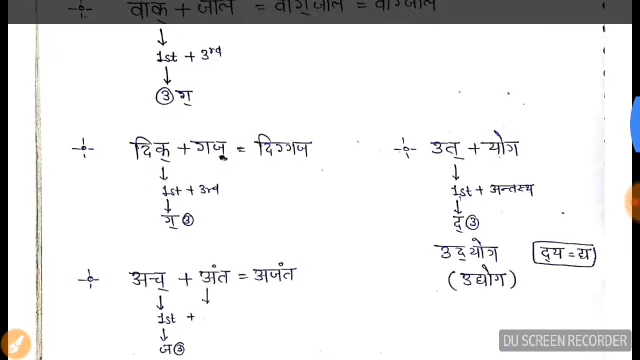 वाक् + जाल = वाग्जाल = वाग्जाल
↓
1st + 3rd
↓
③ ग्
दिक् + गज = दिग्गज
↓
1st + 3rd
↓
ग् ③
अच् + अंत = अजंत
↓ ↓
1st +
↓
ज ③
उत् + योग
↓
1st + अन्तस्थ
↓
द् ③
उद्योग द्य = द्य
(उद्योग)
DU SCREEN RECORDER